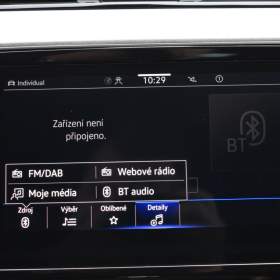 Individual
10:29
Zařízení není
připojeno.
BT
FM/DAB
Webové rádio
Moje média
BT audio
Zdroj
Výběr
Oblíbené
Detaily